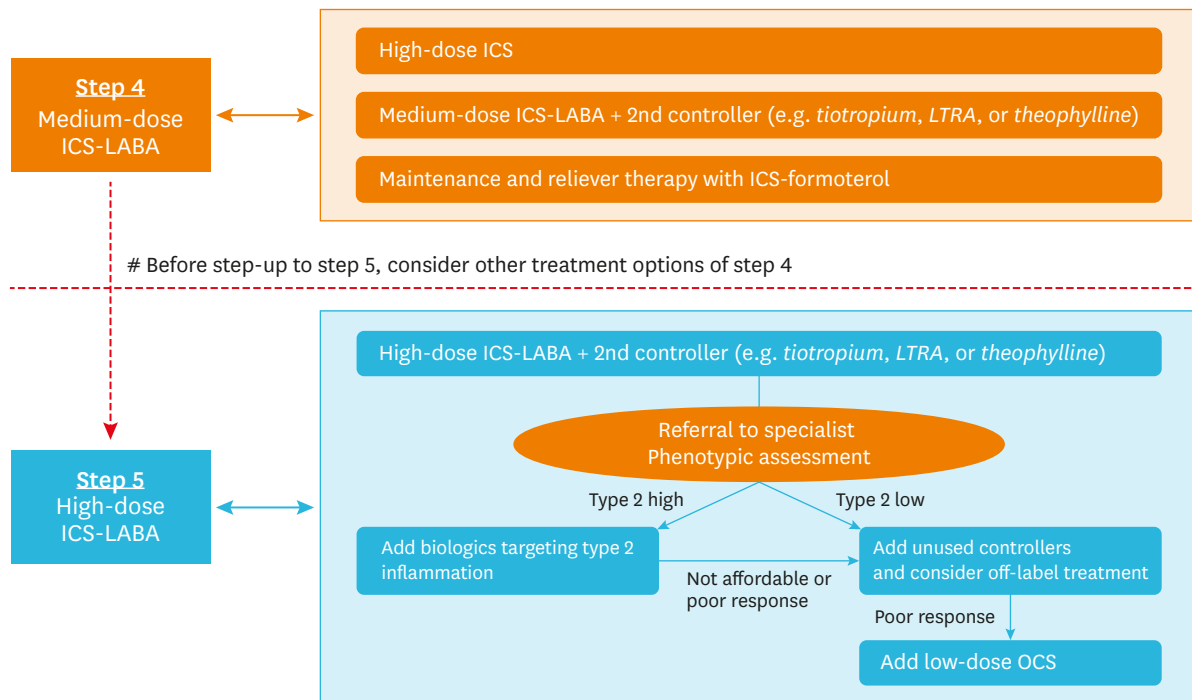 Step 4
Medium-dose
ICS-LABA
High-dose ICS
Medium-dose ICS-LABA + 2nd controller (e.g. tiotropium, LTRA, or theophylline)
Maintenance and reliever therapy with ICS-formoterol
# Before step-up to step 5, consider other treatment options of step 4
Step 5
High-dose
ICS-LABA
High-dose ICS-LABA + 2nd controller (e.g. tiotropium, LTRA, or theophylline)
Referral to specialist
Phenotypic assessment
Type 2 high
Type 2 low
Add biologics targeting type 2
inflammation
Not affordable or
poor response
Add unused controllers
and consider off-label treatment
Poor response
Add low-dose OCS